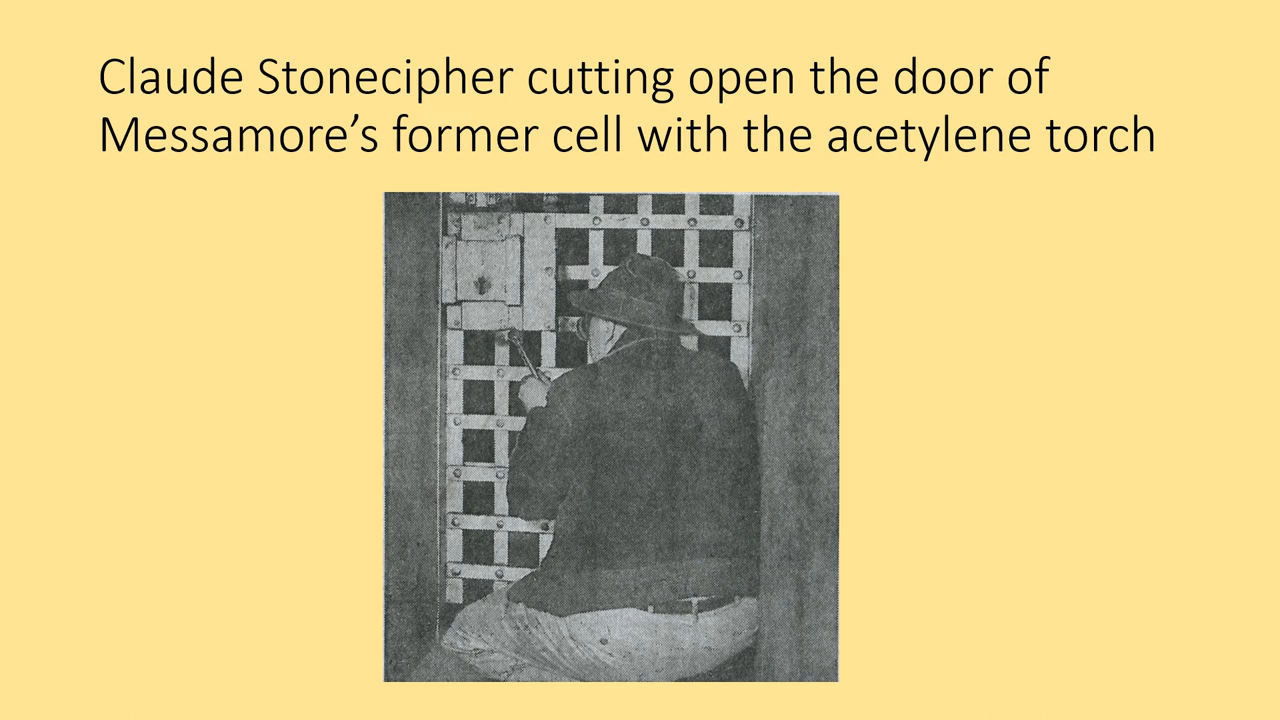 Claude Stonecipher cutting open the door of
Messamore’s former cell with the acetylene torch